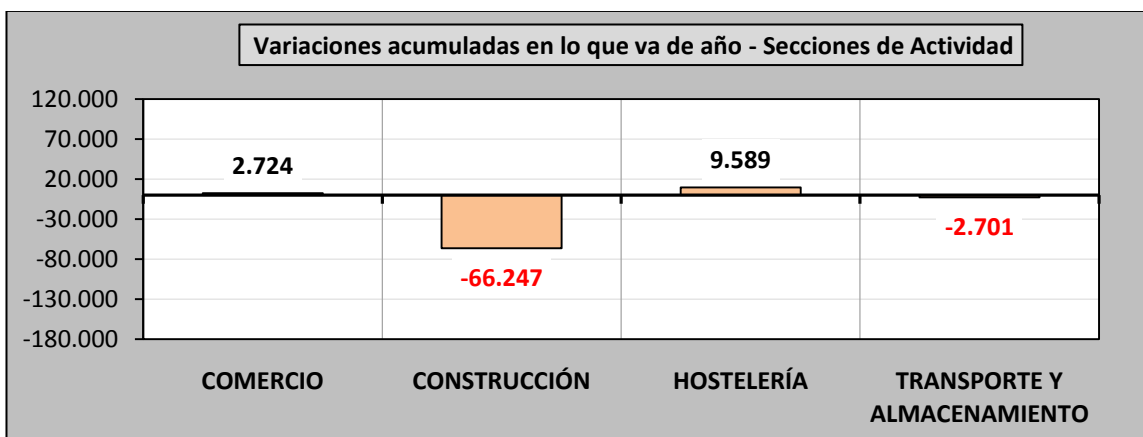 Variaciones acumuladas en lo que va de año - Secciones de Actividad
120.000
70.000
20.000
-30.000
-80.000
-130.000
-180.000
2.724
-66.247
9.589
-2.701
COMERCIO
CONSTRUCCIÓN
HOSTELERÍA
TRANSPORTE Y
ALMACENAMIENTO